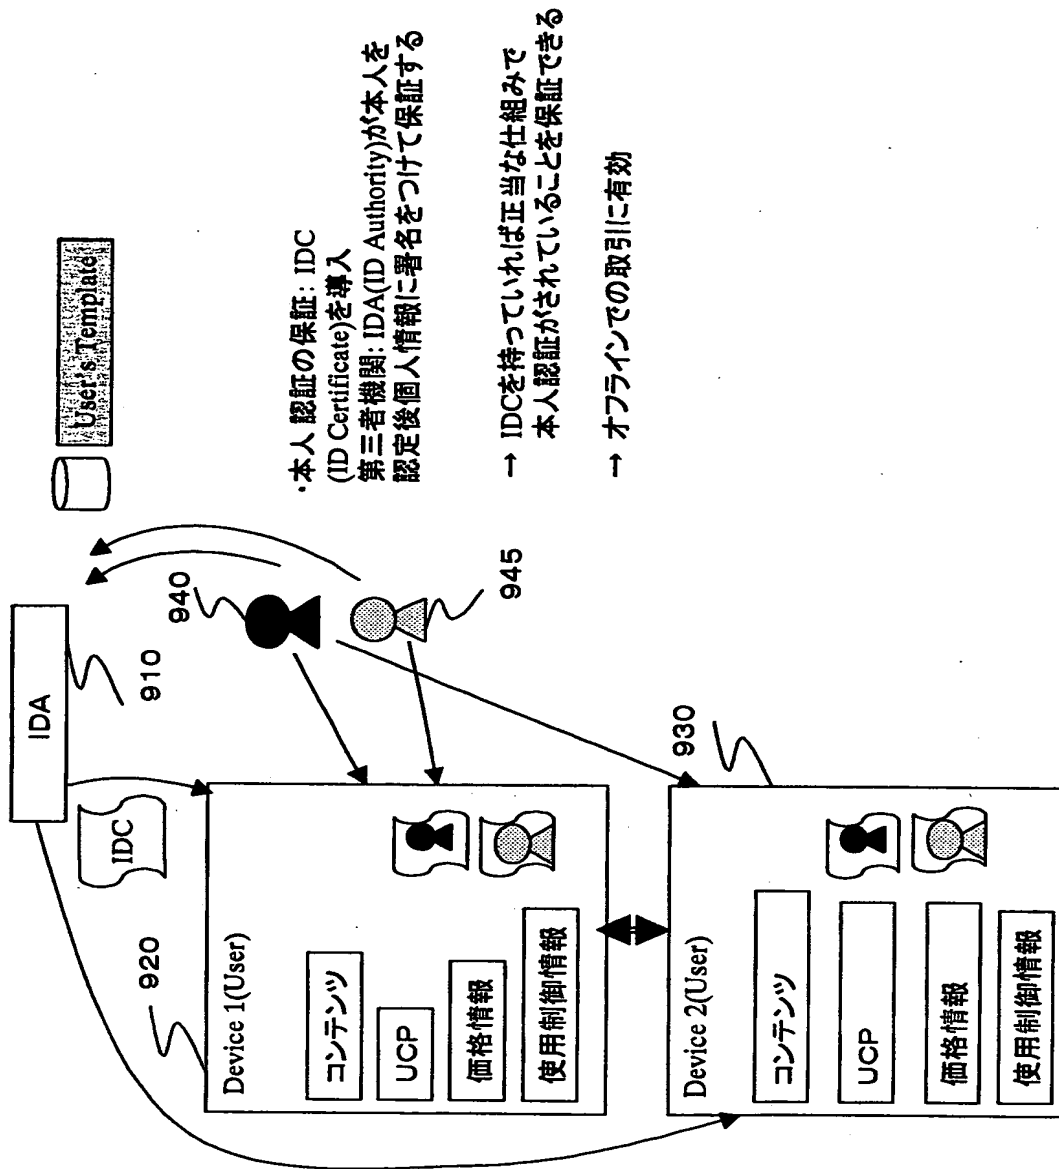 IDA
910
User's Template
IDC
940
945
・本人認証の保証: IDC
(ID Certificate)を導入
第三者機関: IDA(ID Authority)が本人を
認定後個人情報に署名をつけて保証する
→ IDCを持っていれば正当な仕組みで
本人認証がされていることを保証できる
→ オフラインでの取引に有効
920
Device 1(User)
コンテンツ
UCP
価格情報
使用制御情報
930
Device 2(User)
コンテンツ
UCP
価格情報
使用制御情報